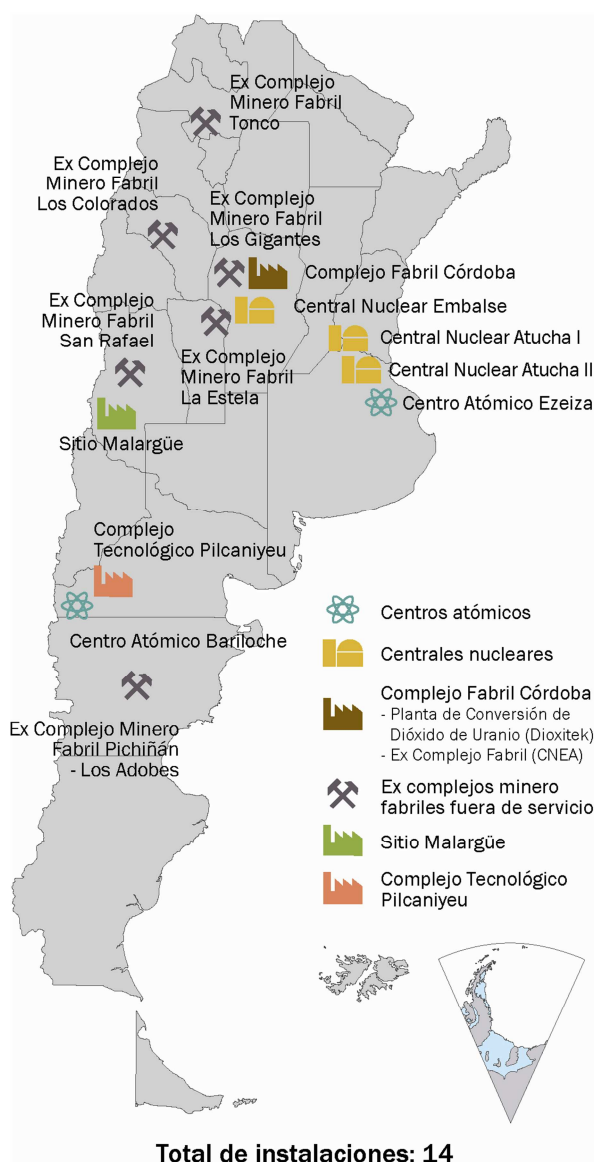 Ex Complejo
Minero Fabril
Tonco
Ex Complejo
Minero Fabril
Los Colorados
Ex Complejo
Minero Fabril
Los Gigantes
Complejo Fabril Córdoba
Ex Complejo
Minero Fabril
San Rafael
Central Nuclear Embalse
Central Nuclear Atucha I
Ex Complejo
Minero Fabril
La Estela
Central Nuclear Atucha II
Centro Atómico Ezeiza
Sitio Malargüe
Complejo
Tecnológico Pilcaniyeu
Centro Atómico Bariloche
Ex Complejo Minero
Fabril Pichiñán
- Los Adobes
Centros atómicos
Centrales nucleares
Complejo Fabril Córdoba
- Planta de Conversión de
Dióxido de Uranio (Dioxitek)
- Ex Complejo Fabril (CNEA)
Ex complejos minero
fabriles fuera de servicio
Sitio Malargüe
Complejo Tecnológico
Pilcaniyeu
Total de instalaciones: 14